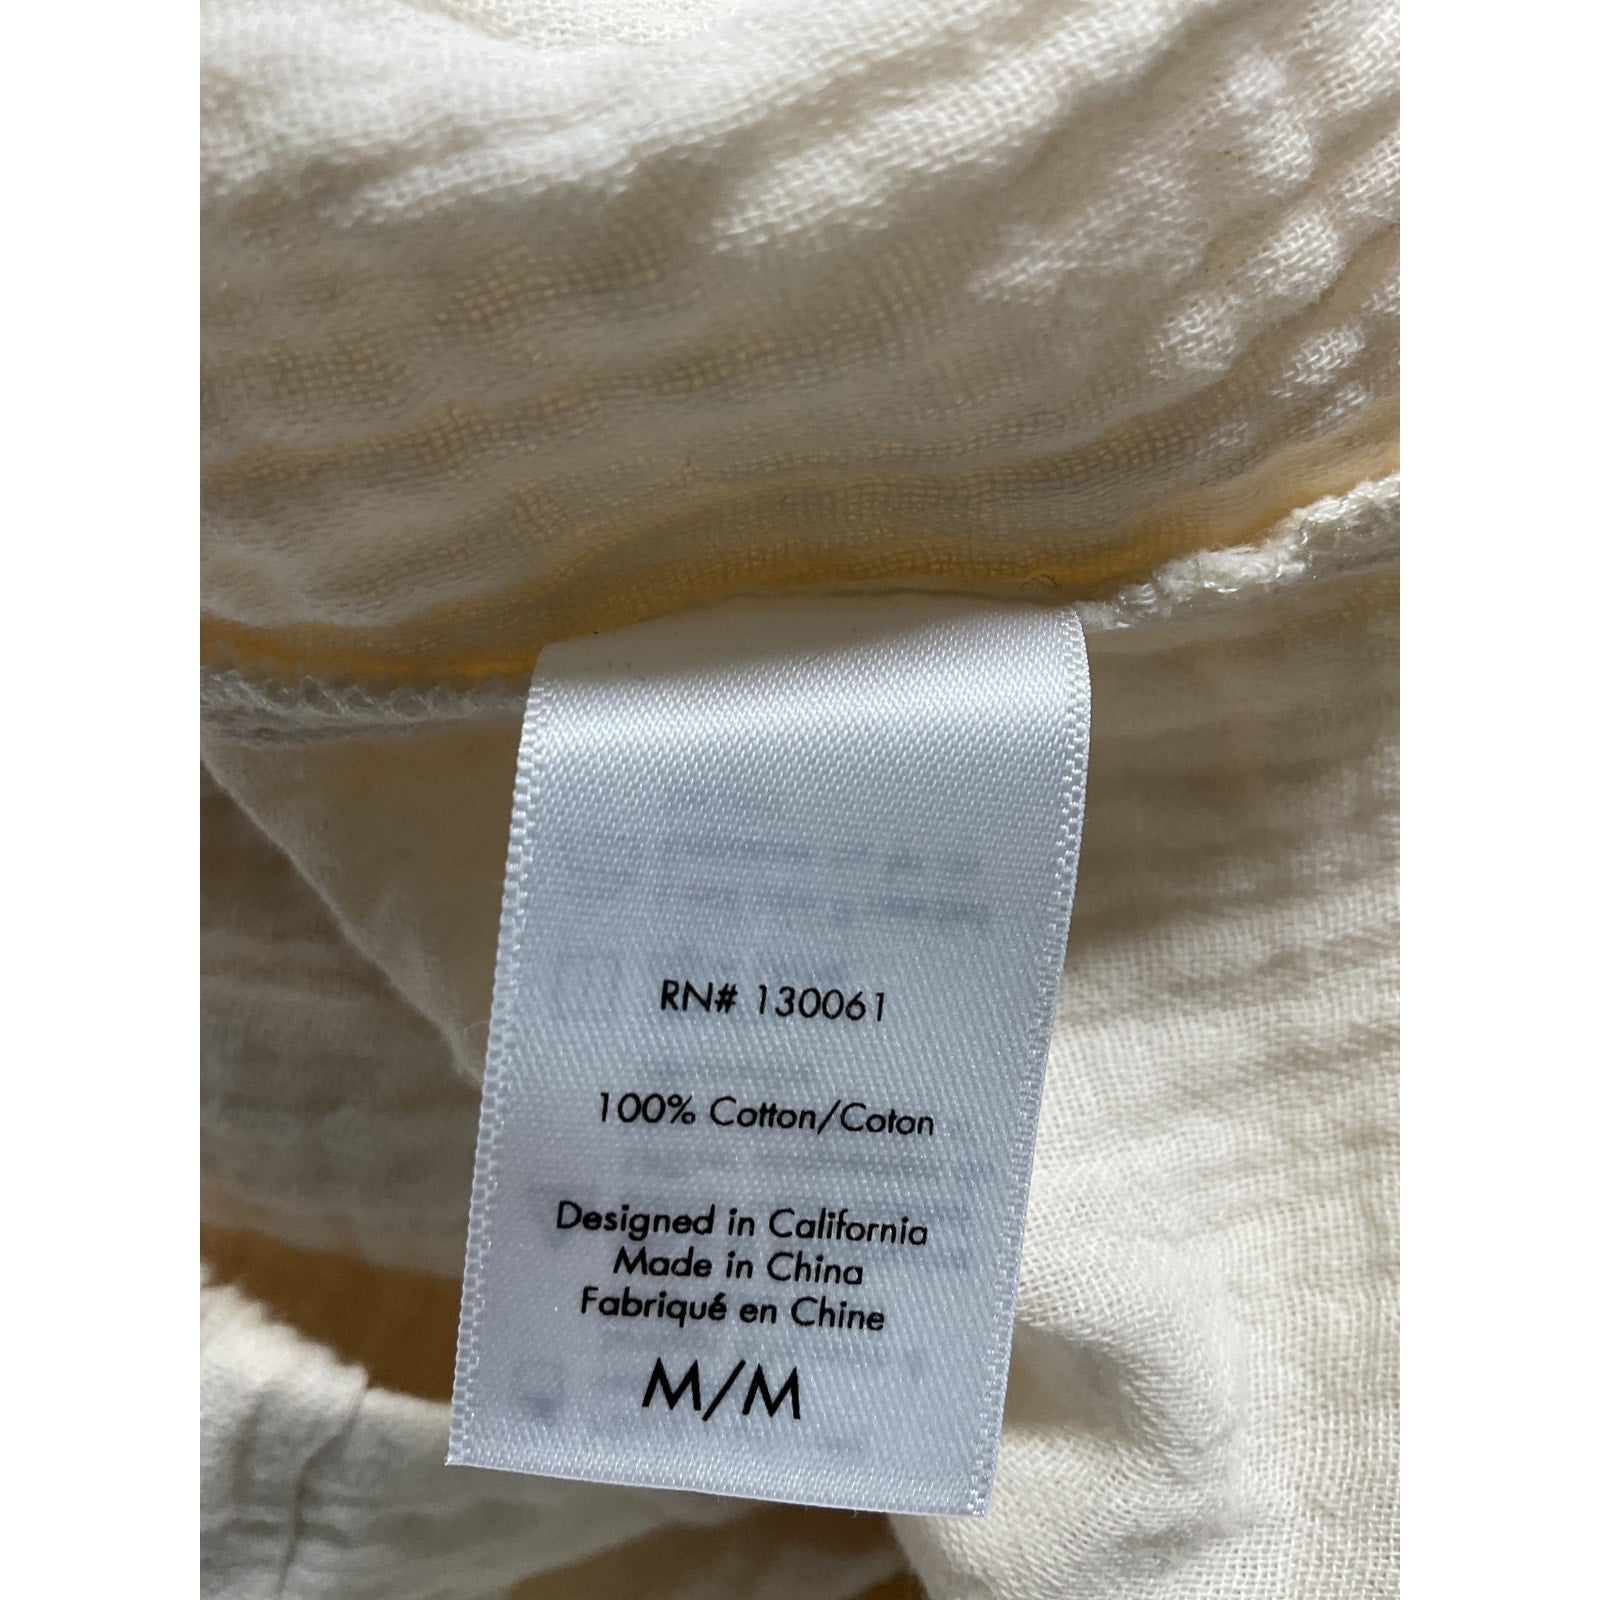 RN# 130061
100% Cotton/Coton
Designed in California
Made in China
Fabriqué en Chine
M/M